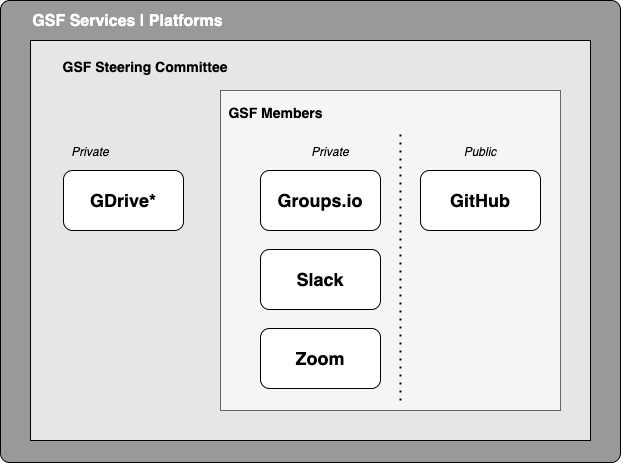 GSF Services | Platforms
GSF Steering Committee
GSF Members
Private
Private
Public
GDrive*
Groups.io
GitHub
Slack
Zoom